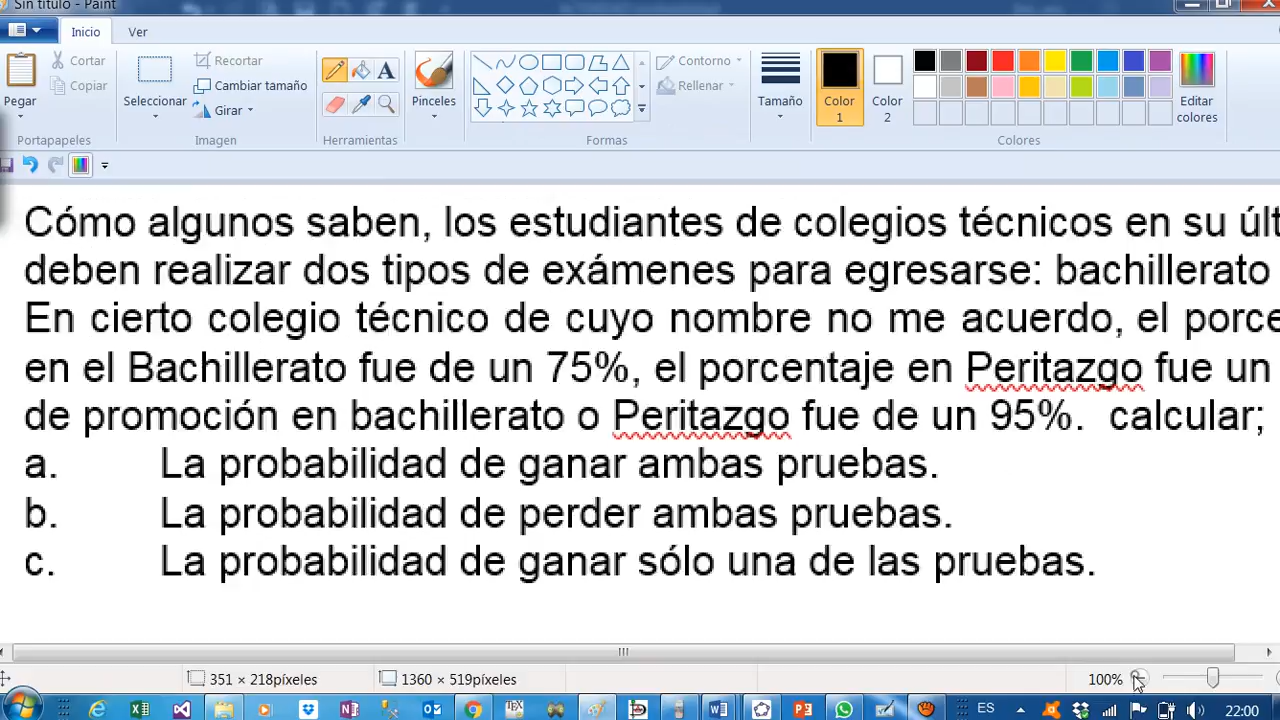 Sin título - Paint
Inicio Ver
Cortar
Copiar
Pegar
Portapapeles
Seleccionar
Recortar
Cambiar tamaño
Girar
Imagen
Herramientas
Pinceles
Formas
Contorno
Rellenar
Tamaño
Color 1
Color 2
Editar colores
Colores
Cómo algunos saben, los estudiantes de colegios técnicos en su últ
deben realizar dos tipos de exámenes para egresarse: bachillerato
En cierto colegio técnico de cuyo nombre no me acuerdo, el porce
en el Bachillerato fue de un 75%, el porcentaje en Peritazgo fue un
de promoción en bachillerato o Peritazgo fue de un 95%. calcular;
a. La probabilidad de ganar ambas pruebas.
b. La probabilidad de perder ambas pruebas.
c. La probabilidad de ganar sólo una de las pruebas.
351 × 218píxeles 1360 × 519píxeles 100%
ES 22:00